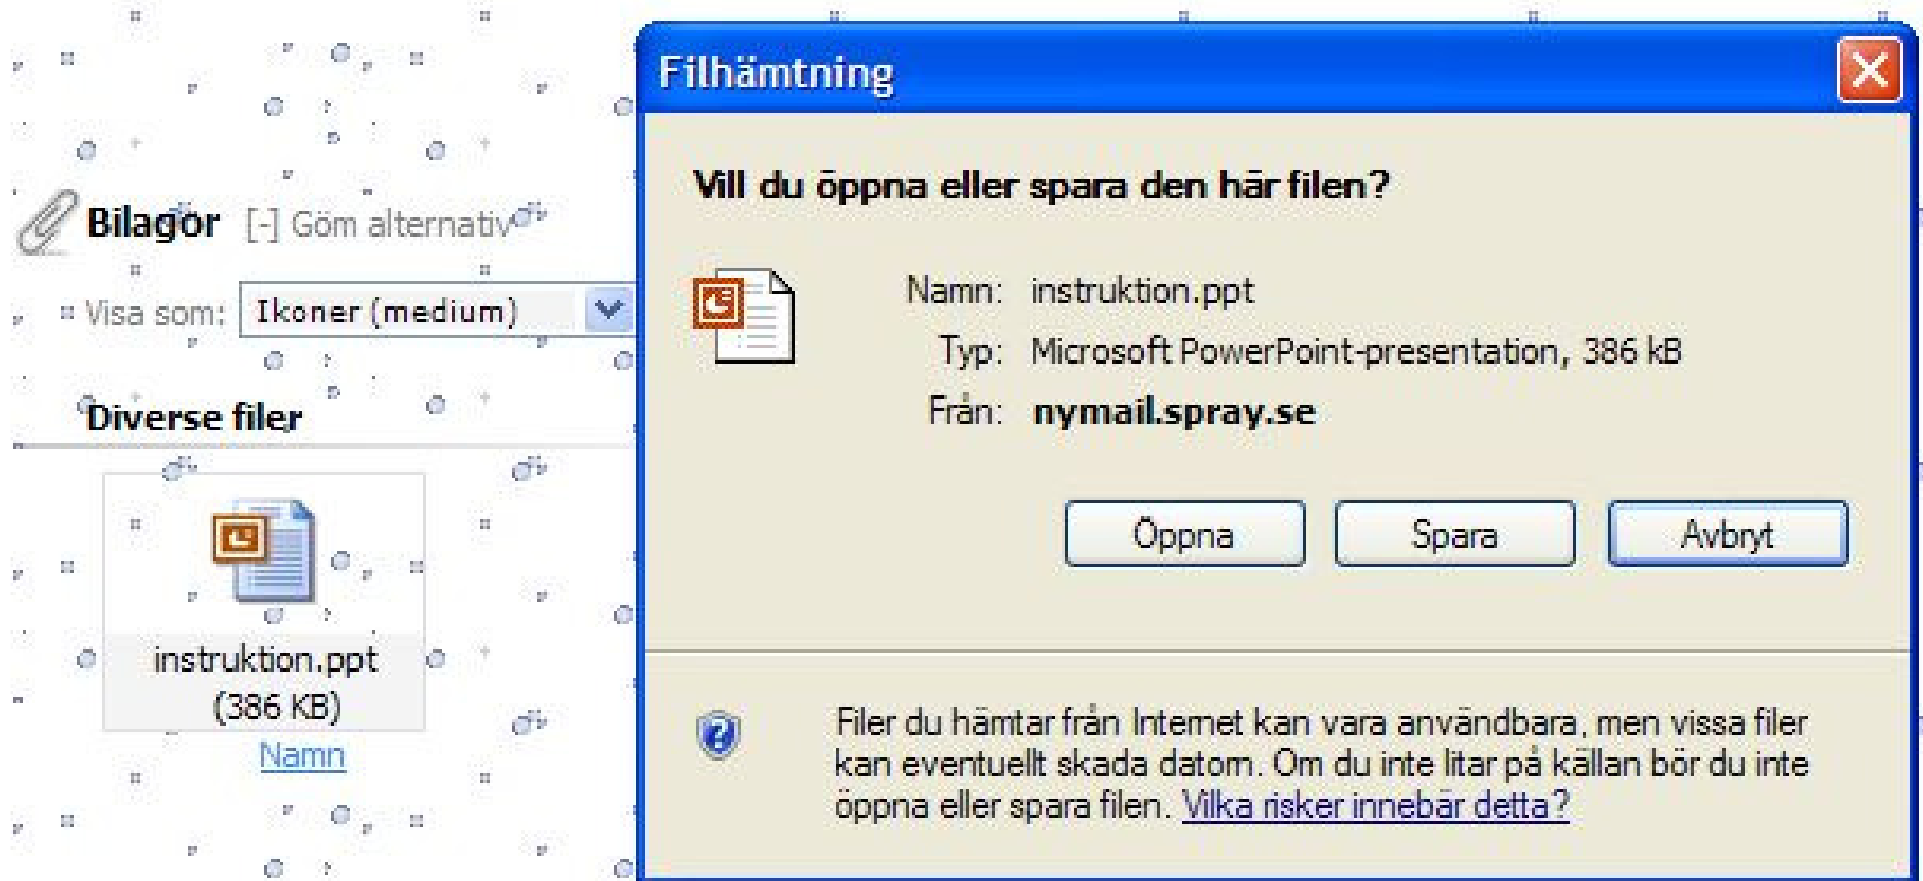 Bilagor [-] Göm alternativ
Visa som: Ikoner (medium)
Diverse filer
instruktion.ppt
(386 KB)
Namn
Filhämtning
Vill du öppna eller spara den här filen?
Namn: instruktion.ppt
Typ: Microsoft PowerPoint-presentation, 386 kB
Från: nymail.spray.se
Öppna Spara Avbryt
Filer du hämtar från Internet kan vara användbara, men vissa filer
kan eventuellt skada datorn. Om du inte litar på källan bör du inte
öppna eller spara filen. Vilka risker innebär detta?